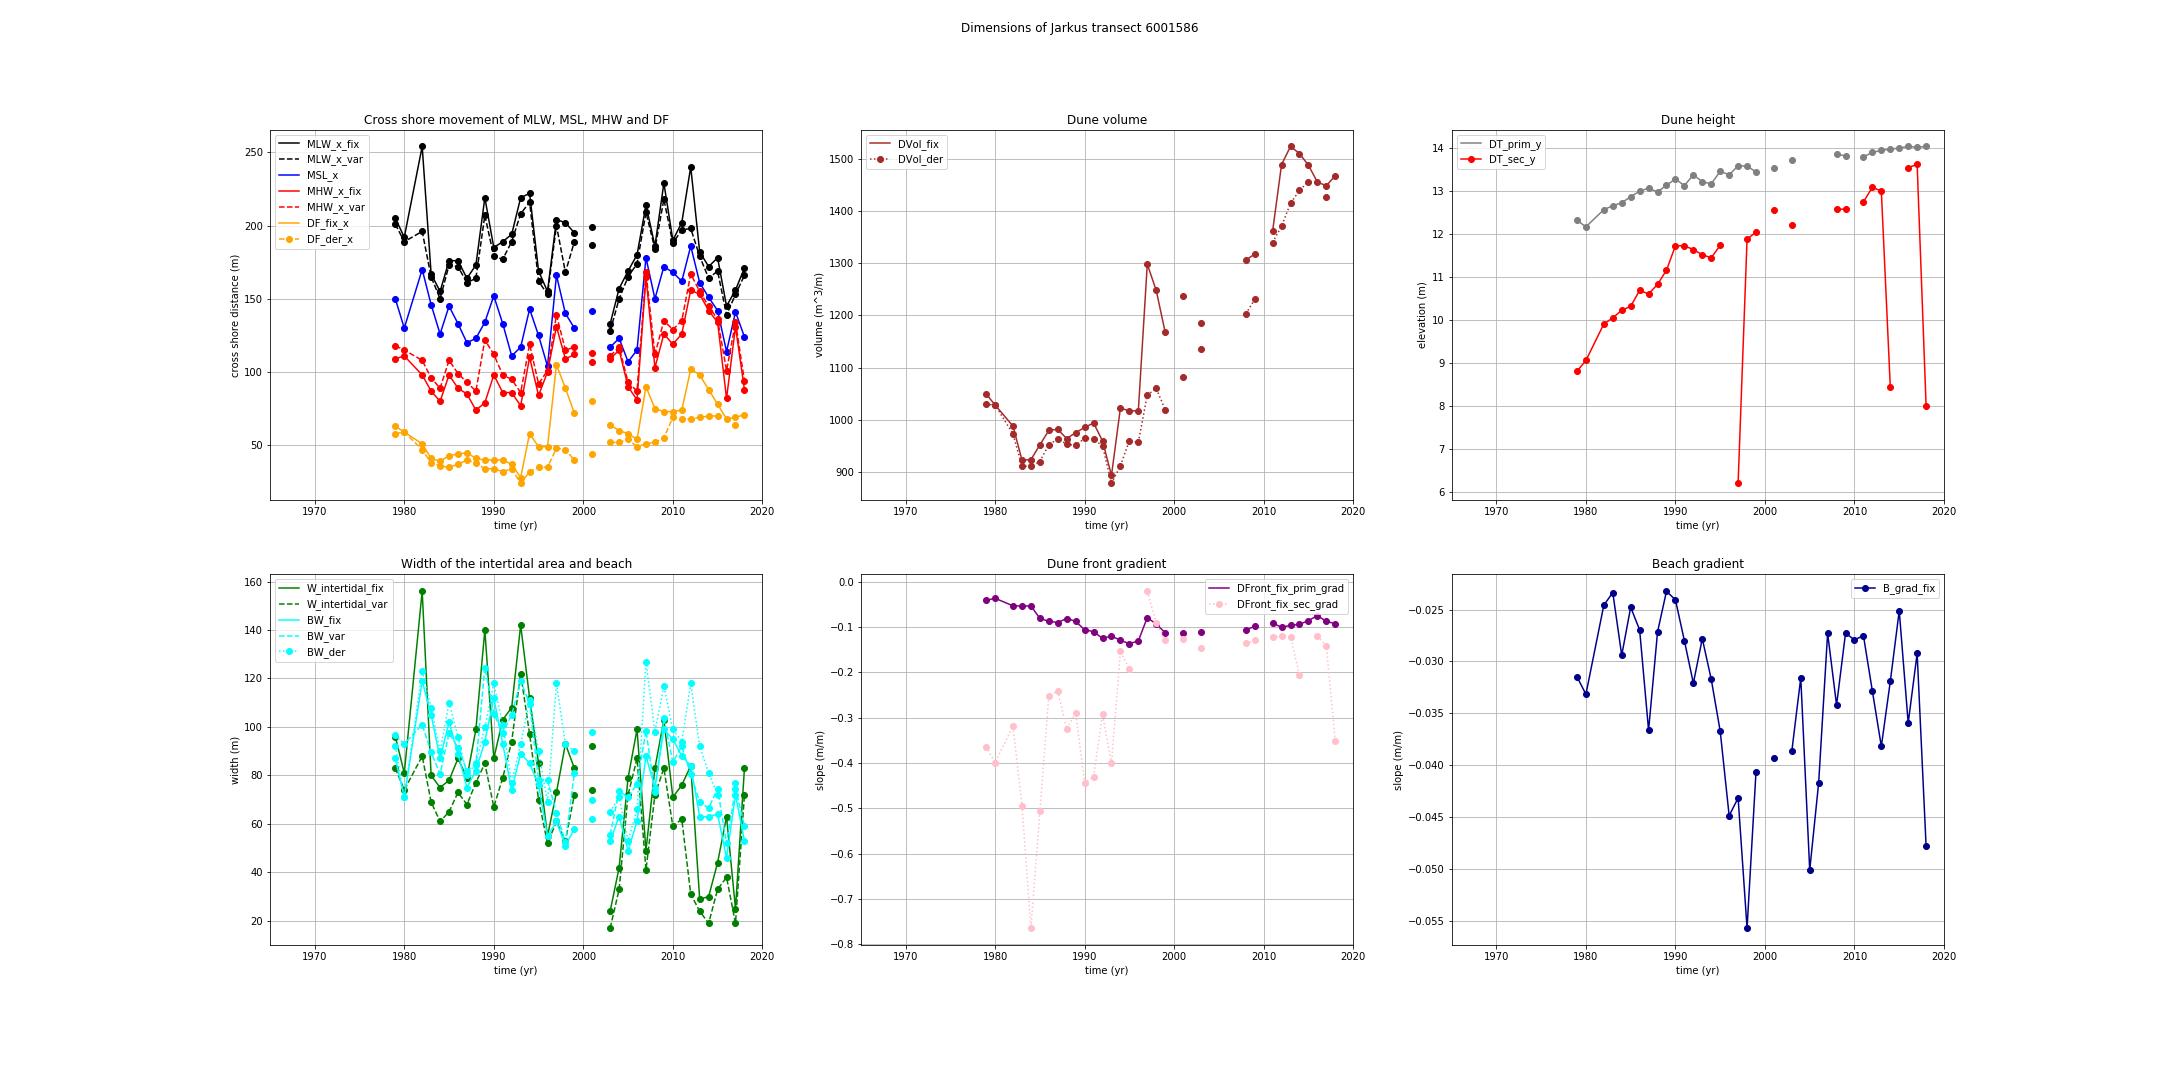 Dimensions of Jarkus transect 6001586
Cross shore movement of MLW, MSL, MHW and DF
MLW_x_fix
MLW_x_var
MSL_x
MHW_x_fix
MHW_x_var
DF_fix_x
DF_der_x
cross shore distance (m)
250
200
150
100
50
1970 1980 1990 2000 2010 2020
time (yr)
Dune volume
DVol_fix
DVol_der
volume (m^3/m)
1500
1400
1300
1200
1100
1000
900
1970 1980 1990 2000 2010 2020
time (yr)
Dune height
DT_prim_y
DT_sec_y
elevation (m)
14
13
12
11
10
9
8
7
6
1970 1980 1990 2000 2010 2020
time (yr)
Width of the intertidal area and beach
W_intertidal_fix
W_intertidal_var
BW_fix
BW_var
BW_der
width (m)
160
140
120
100
80
60
40
20
1970 1980 1990 2000 2010 2020
time (yr)
Dune front gradient
DFront_fix_prim_grad
DFront_fix_sec_grad
slope (m/m)
0.0
−0.1
−0.2
−0.3
−0.4
−0.5
−0.6
−0.7
−0.8
1970 1980 1990 2000 2010 2020
time (yr)
Beach gradient
B_grad_fix
slope (m/m)
−0.025
−0.030
−0.035
−0.040
−0.045
−0.050
−0.055
1970 1980 1990 2000 2010 2020
time (yr)